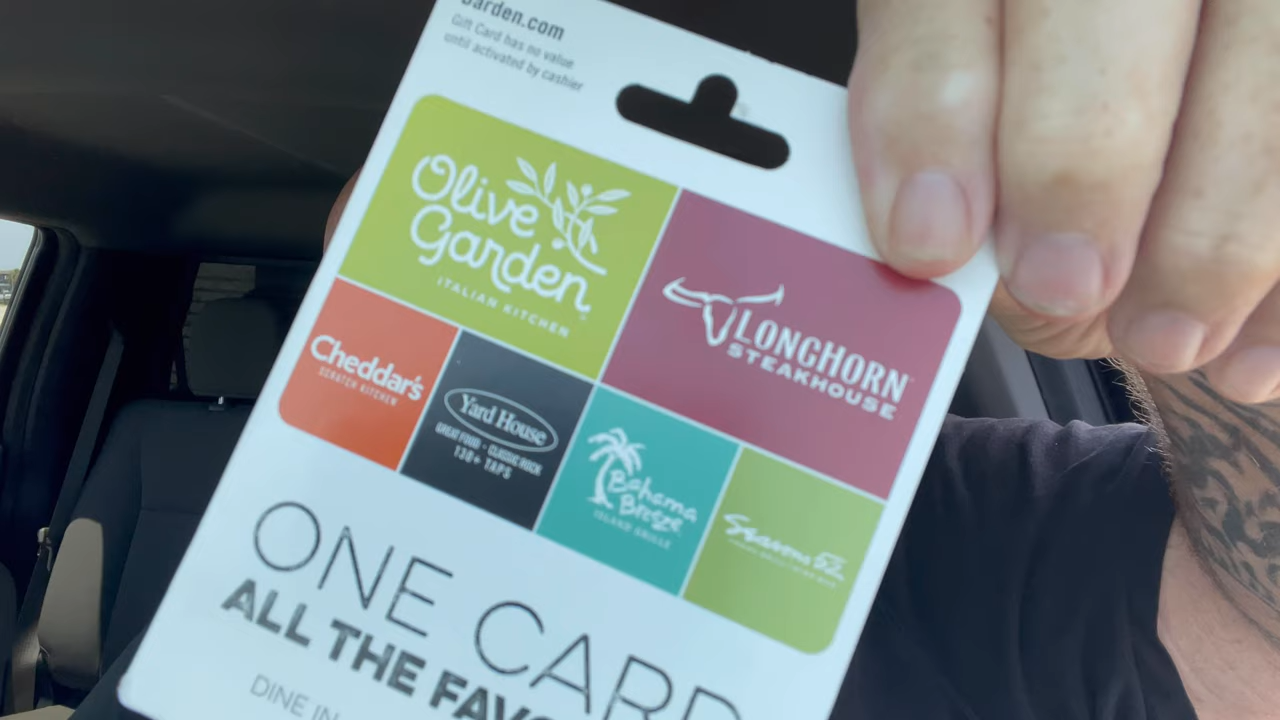 Darden.com
Gift Card has no value
until activated by cashier
Olive
Garden
ITALIAN KITCHEN
LONGHORN
STEAKHOUSE
Cheddar's
SCRATCH KITCHEN
Yard House
GREAT FOOD • CLASSIC ROCK
130+ TAPS
Bahama
Breeze
ISLAND GRILLE
Seasons 52
ONE CARD
ALL THE FAVO
DINE IN